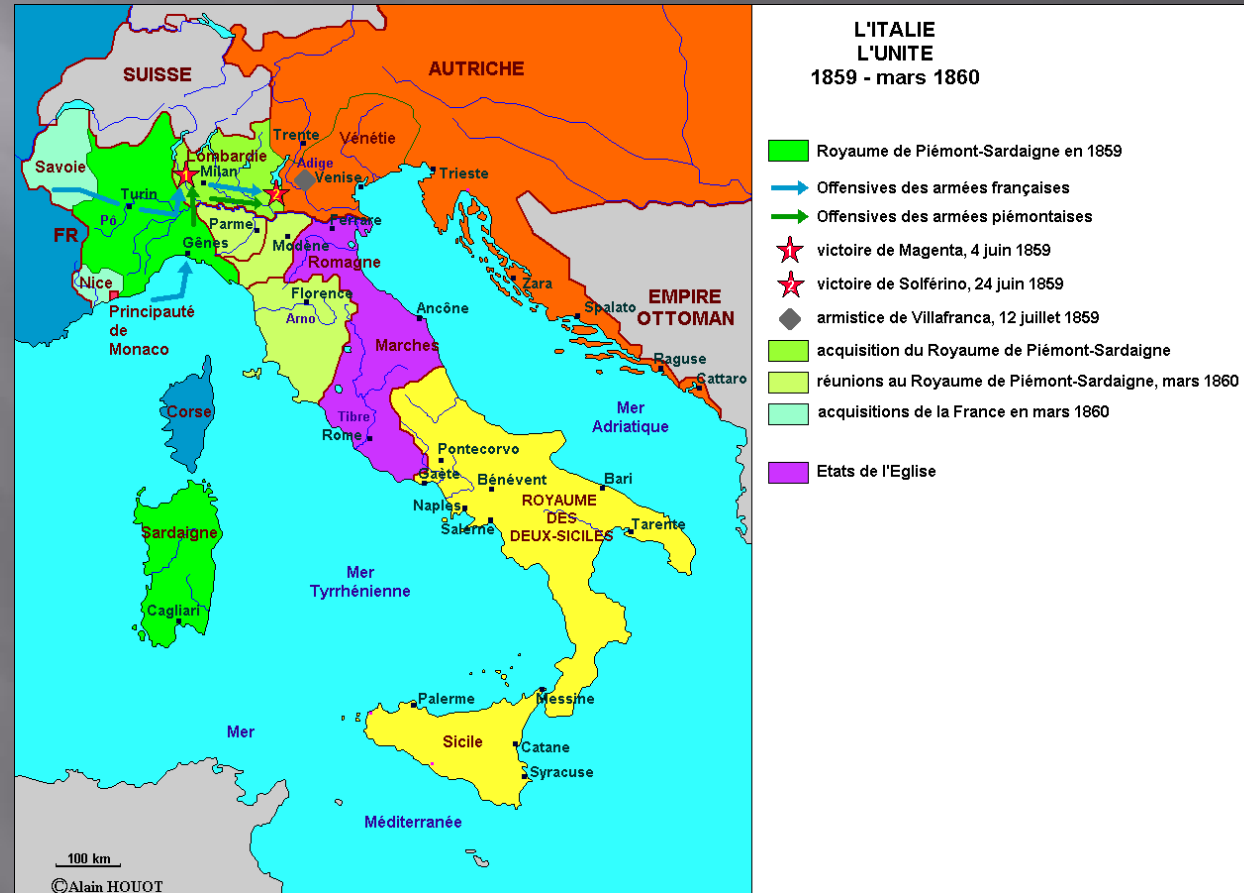 L'ITALIE
L'UNITE
1859 - mars 1860
Royaume de Piémont-Sardaigne en 1859
Offensives des armées françaises
Offensives des armées piémontaises
1 victoire de Magenta, 4 juin 1859
2 victoire de Solférino, 24 juin 1859
armistice de Villafranca, 12 juillet 1859
acquisition du Royaume de Piémont-Sardaigne
réunions au Royaume de Piémont-Sardaigne, mars 1860
acquisitions de la France en mars 1860
Etats de l'Eglise
SUISSE
AUTRICHE
Trente
Vénétie
Savoie
Lombardie
Milan
1
Adige
Venise
Trieste
2
Turin
Pô
FR
Parme
Ferrare
Modène
Gênes
Romagne
Nice
Florence
Zara
EMPIRE
OTTOMAN
Principauté
de
Monaco
Arno
Ancône
Spalato
Marches
Raguse
Cattaro
Corse
Tibre
Rome
Mer
Adriatique
Pontecorvo
Gaète
Bénévent
Bari
Naples
ROYAUME
DES
DEUX-SICILES
Salerne
Tarente
Sardaigne
Mer
Tyrrhénienne
Cagliari
Palerme
Messine
Mer
Sicile
Catane
Syracuse
Méditerranée
100 km
©Alain HOUOT